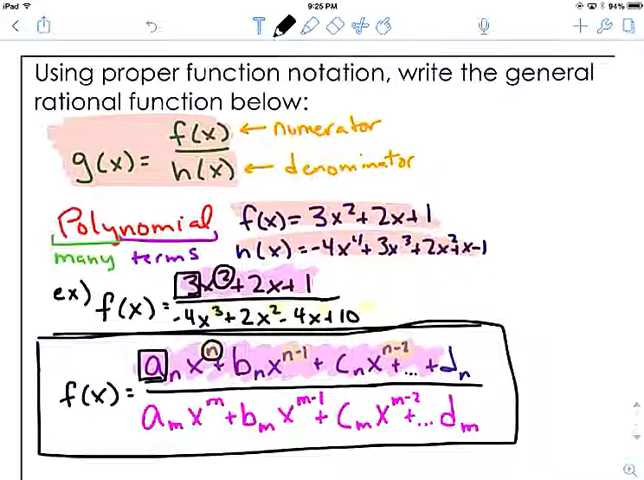 iPad 9:25 PM 94%
T
Using proper function notation, write the general
rational function below:
g(x) = f(x) / h(x)
← numerator
← denominator
Polynomial
many terms
f(x) = 3x² + 2x + 1
h(x) = -4x⁴ + 3x³ + 2x² + x - 1
ex) f(x) = 3x² + 2x + 1 / -4x³ + 2x² - 4x + 10
f(x) = aₙxⁿ + bₙxⁿ⁻¹ + cₙxⁿ⁻² + ... + dₙ / aₘxᵐ + bₘxᵐ⁻¹ + cₘxᵐ⁻² + ... dₘ